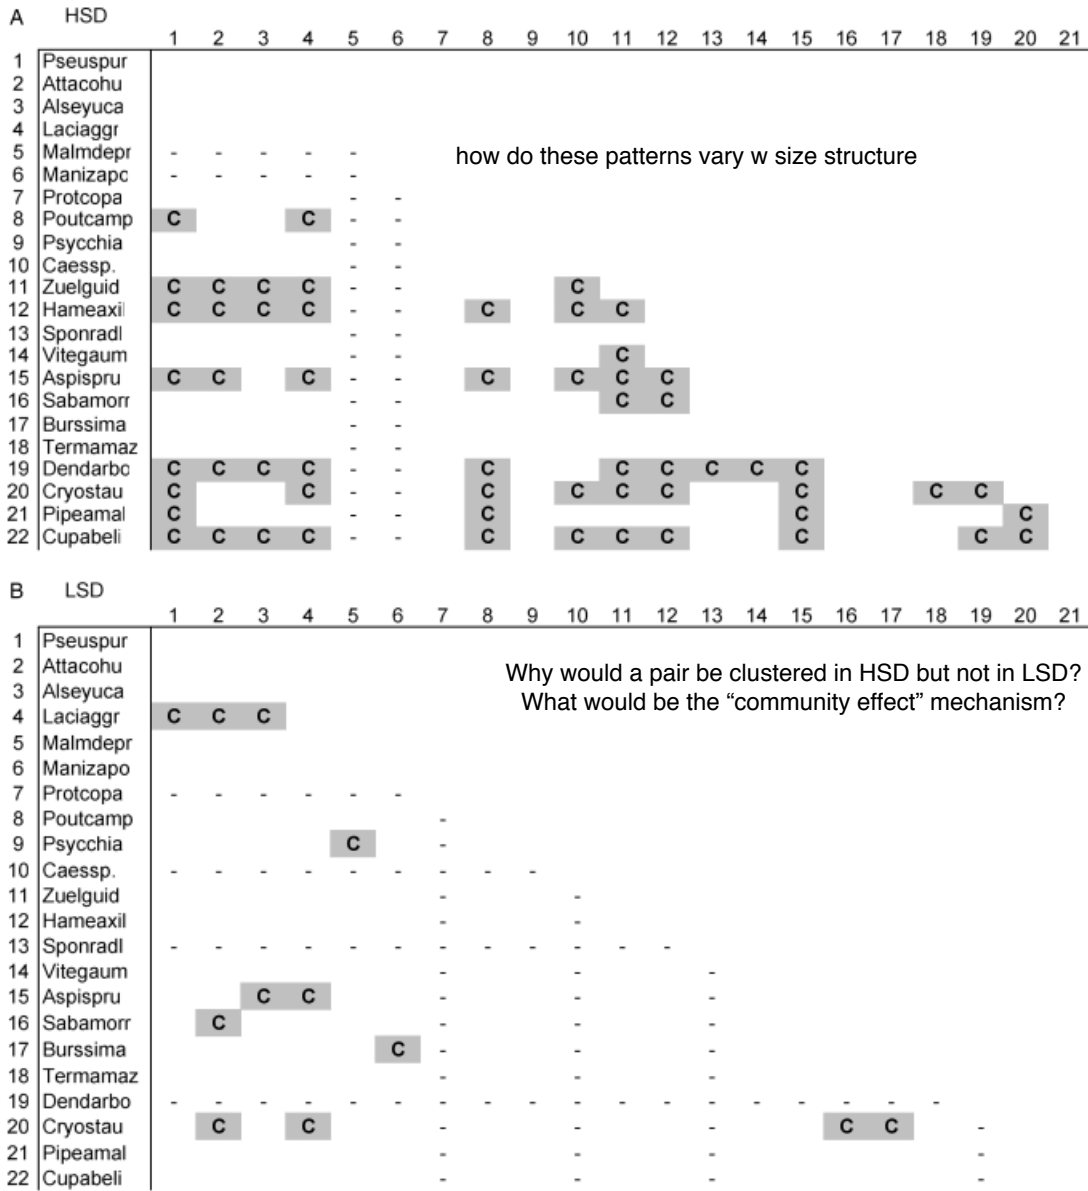 A HSD
1 2 3 4 5 6 7 8 9 10 11 12 13 14 15 16 17 18 19 20 21
1 Pseuspur
2 Attacohu
3 Alseyuca
4 Laciaggr
how do these patterns vary w size structure
5 Malmdepr - - - - -
6 Manizapo - - - - -
7 Protcopa - -
8 Poutcamp C C - -
9 Psycchia - -
10 Caessp. - -
11 Zuelguid C C C C - - C
12 Hameaxil C C C C - - C C C
13 Sponradl - -
14 Vitegaum - - C
15 Aspispru C C C - - C C C C
16 Sabamorr - - C C
17 Burssima - -
18 Termamaz - -
19 Dendarbo C C C C - - C C C C C C
20 Cryostau C C - - C C C C C C C
21 Pipeamal C - - C C C
22 Cupabeli C C C C - - C C C C C C C
B LSD
1 2 3 4 5 6 7 8 9 10 11 12 13 14 15 16 17 18 19 20 21
1 Pseuspur
2 Attacohu
Why would a pair be clustered in HSD but not in LSD?
3 Alseyuca
What would be the “community effect” mechanism?
4 Laciaggr C C C
5 Malmdepr
6 Manizapo
7 Protcopa - - - - - -
8 Poutcamp -
9 Psycchia C -
10 Caessp. - - - - - - - - -
11 Zuelguid - -
12 Hameaxil - -
13 Sponradl - - - - - - - - - - - -
14 Vitegaum - - -
15 Aspispru C C - - -
16 Sabamorr C - - -
17 Burssima C - - -
18 Termamaz - - -
19 Dendarbo - - - - - - - - - - - - - - - - - -
20 Cryostau C C - - - C C -
21 Pipeamal - - - -
22 Cupabeli - - - -